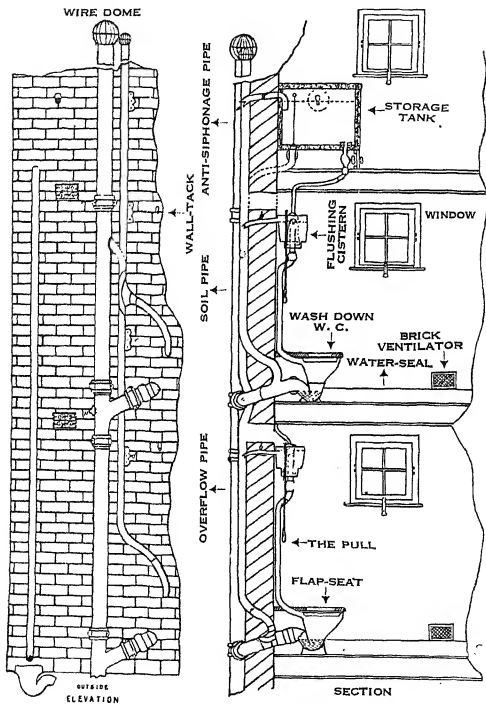 WIRE DOME
ANTI-SIPHONAGE PIPE
WALL-TACK
SOIL PIPE
OVERFLOW PIPE
STORAGE
TANK
WINDOW
FLUSHING
CISTERN
WASH DOWN
W. C.
BRICK
VENTILATOR
WATER-SEAL
THE PULL
FLAP-SEAT
OUTSIDE
ELEVATION
SECTION